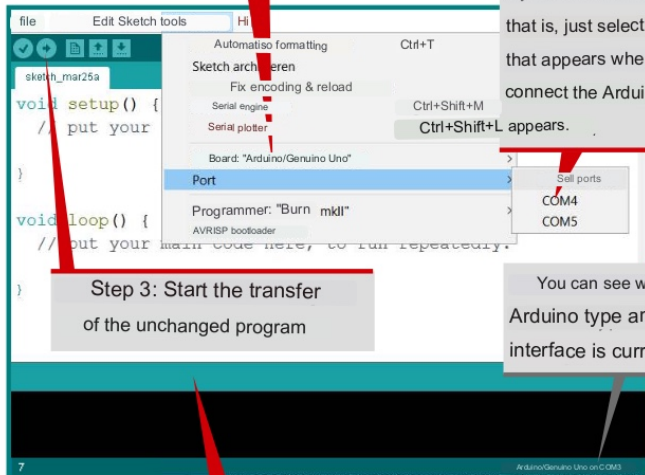 file Edit Sketch tools Hi
that is, just select
that appears whe
connect the Ardui
appears.
Automatiso formatting Ctrl+T
Sketch archi eren
Fix encoding & reload
Serial engine Ctrl+Shift+M
Serial plotter Ctrl+Shift+L
Board: "Arduino/Genuino Uno"
Port
Programmer: "Burn mkII"
AVRISP bootloader
Sell ports
COM4
COM5
sketch_mar25a
void setup() {
// put your
}
void loop() {
// put your main code here, to run repeatedly:
}
Step 3: Start the transfer
of the unchanged program
You can see w
Arduino type ar
interface is curr
7 Arduino/Genuino Uno on COM3